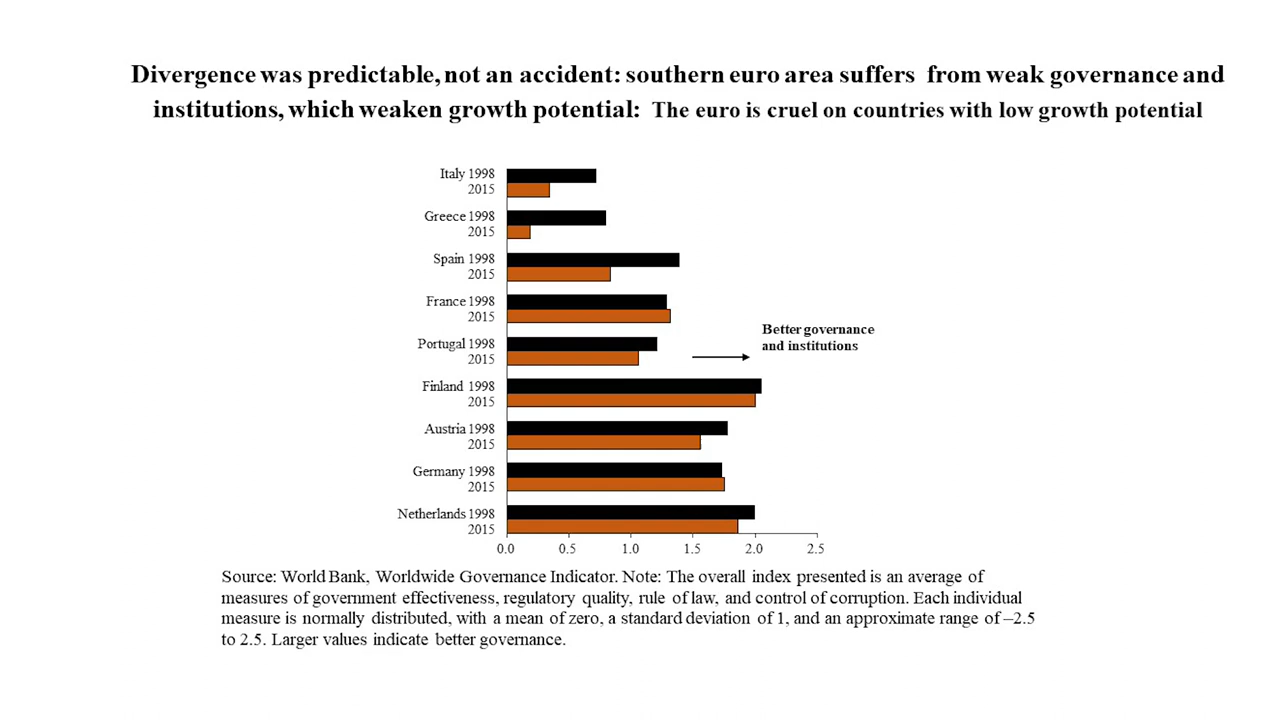 Divergence was predictable, not an accident: southern euro area suffers from weak governance and
institutions, which weaken growth potential: The euro is cruel on countries with low growth potential
Italy 1998
2015
Greece 1998
2015
Spain 1998
2015
France 1998
2015
Portugal 1998
2015
Better governance
and institutions
Finland 1998
2015
Austria 1998
2015
Germany 1998
2015
Netherlands 1998
2015
0.0 0.5 1.0 1.5 2.0 2.5
Source: World Bank, Worldwide Governance Indicator. Note: The overall index presented is an average of
measures of government effectiveness, regulatory quality, rule of law, and control of corruption. Each individual
measure is normally distributed, with a mean of zero, a standard deviation of 1, and an approximate range of –2.5
to 2.5. Larger values indicate better governance.